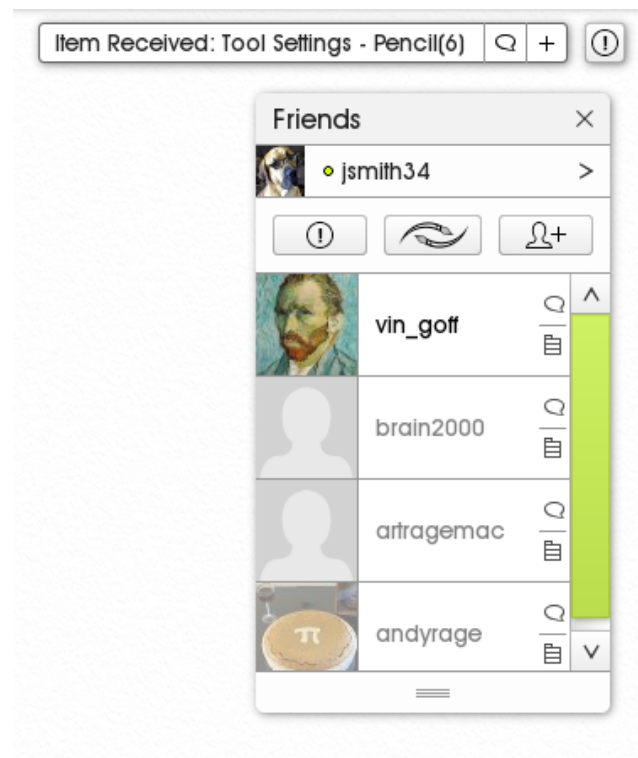 Item Received: Tool Settings - Pencil(6)
Friends
jsmith34
vin_goff
brain2000
artragemac
andyrage
π